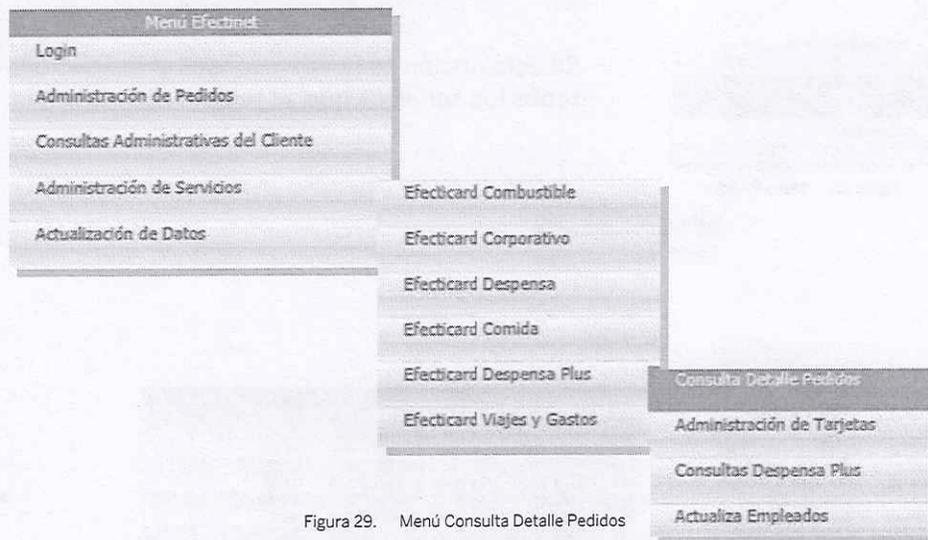 Menú Efectinet
Login
Administración de Pedidos
Consultas Administrativas del Cliente
Administración de Servicios
Actualización de Datos
Efecticard Combustible
Efecticard Corporativo
Efecticard Despensa
Efecticard Comida
Efecticard Despensa Plus
Efecticard Viajes y Gastos
Consulta Detalle Pedidos
Administración de Tarjetas
Consultas Despensa Plus
Actualiza Empleados
Figura 29. Menú Consulta Detalle Pedidos